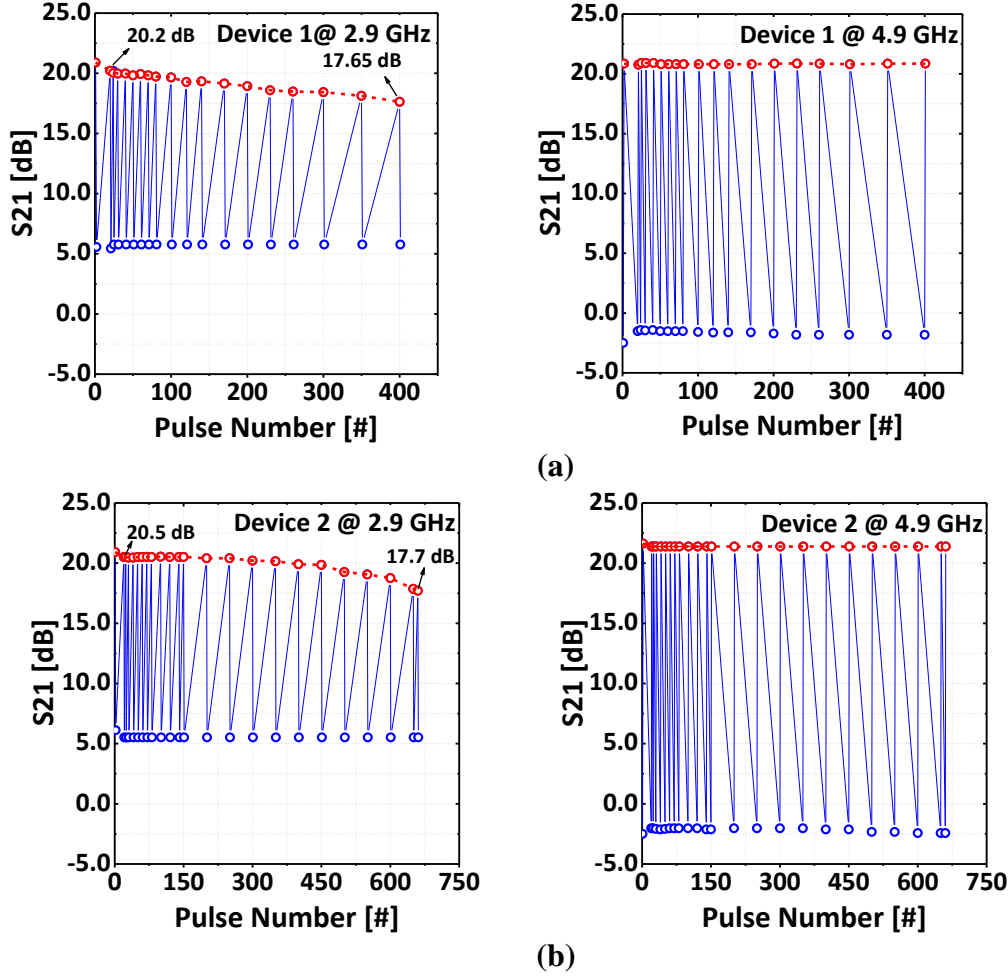 25.0
20.2 dB
Device 1@ 2.9 GHz
17.65 dB
20.0
15.0
10.0
5.0
0.0
-5.0
S21 [dB]
0 100 200 300 400
Pulse Number [#]
25.0
Device 1 @ 4.9 GHz
20.0
15.0
10.0
5.0
0.0
-5.0
S21 [dB]
0 100 200 300 400
Pulse Number [#]
(a)
25.0
20.5 dB
Device 2 @ 2.9 GHz
17.7 dB
20.0
15.0
10.0
5.0
0.0
-5.0
S21 [dB]
0 150 300 450 600 750
Pulse Number [#]
25.0
Device 2 @ 4.9 GHz
20.0
15.0
10.0
5.0
0.0
-5.0
S21 [dB]
0 150 300 450 600 750
Pulse Number [#]
(b)